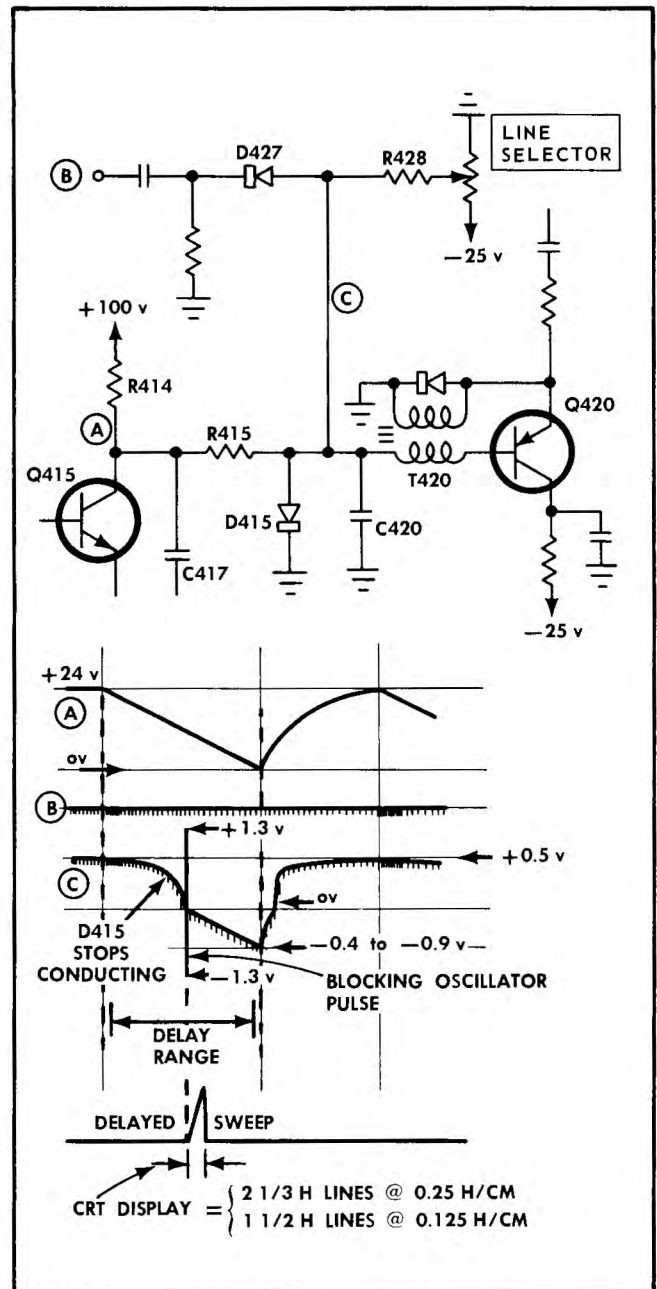 LINE
SELECTOR
D427
R428
B
−25 v
C
+100 v
R414
A
Q420
R415
Q415
T420
D415
C420
C417
−25 v
+24 v
A
ov
B
+1.3 v
C
+0.5 v
ov
D415
STOPS
CONDUCTING
−0.4 to −0.9 v
−1.3 v
BLOCKING OSCILLATOR
PULSE
DELAY
RANGE
DELAYED SWEEP
CRT DISPLAY = { 2 1/3 H LINES @ 0.25 H/CM
1 1/2 H LINES @ 0.125 H/CM